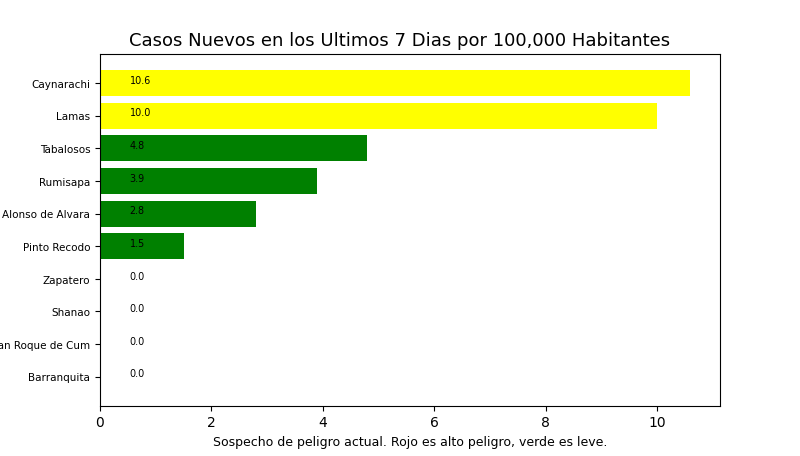 Casos Nuevos en los Ultimos 7 Dias por 100,000 Habitantes
Caynarachi 10.6
Lamas 10.0
Tabalosos 4.8
Rumisapa 3.9
Alonso de Alvara 2.8
Pinto Recodo 1.5
Zapatero 0.0
Shanao 0.0
an Roque de Cum 0.0
Barranquita 0.0
0 2 4 6 8 10
Sospecho de peligro actual. Rojo es alto peligro, verde es leve.